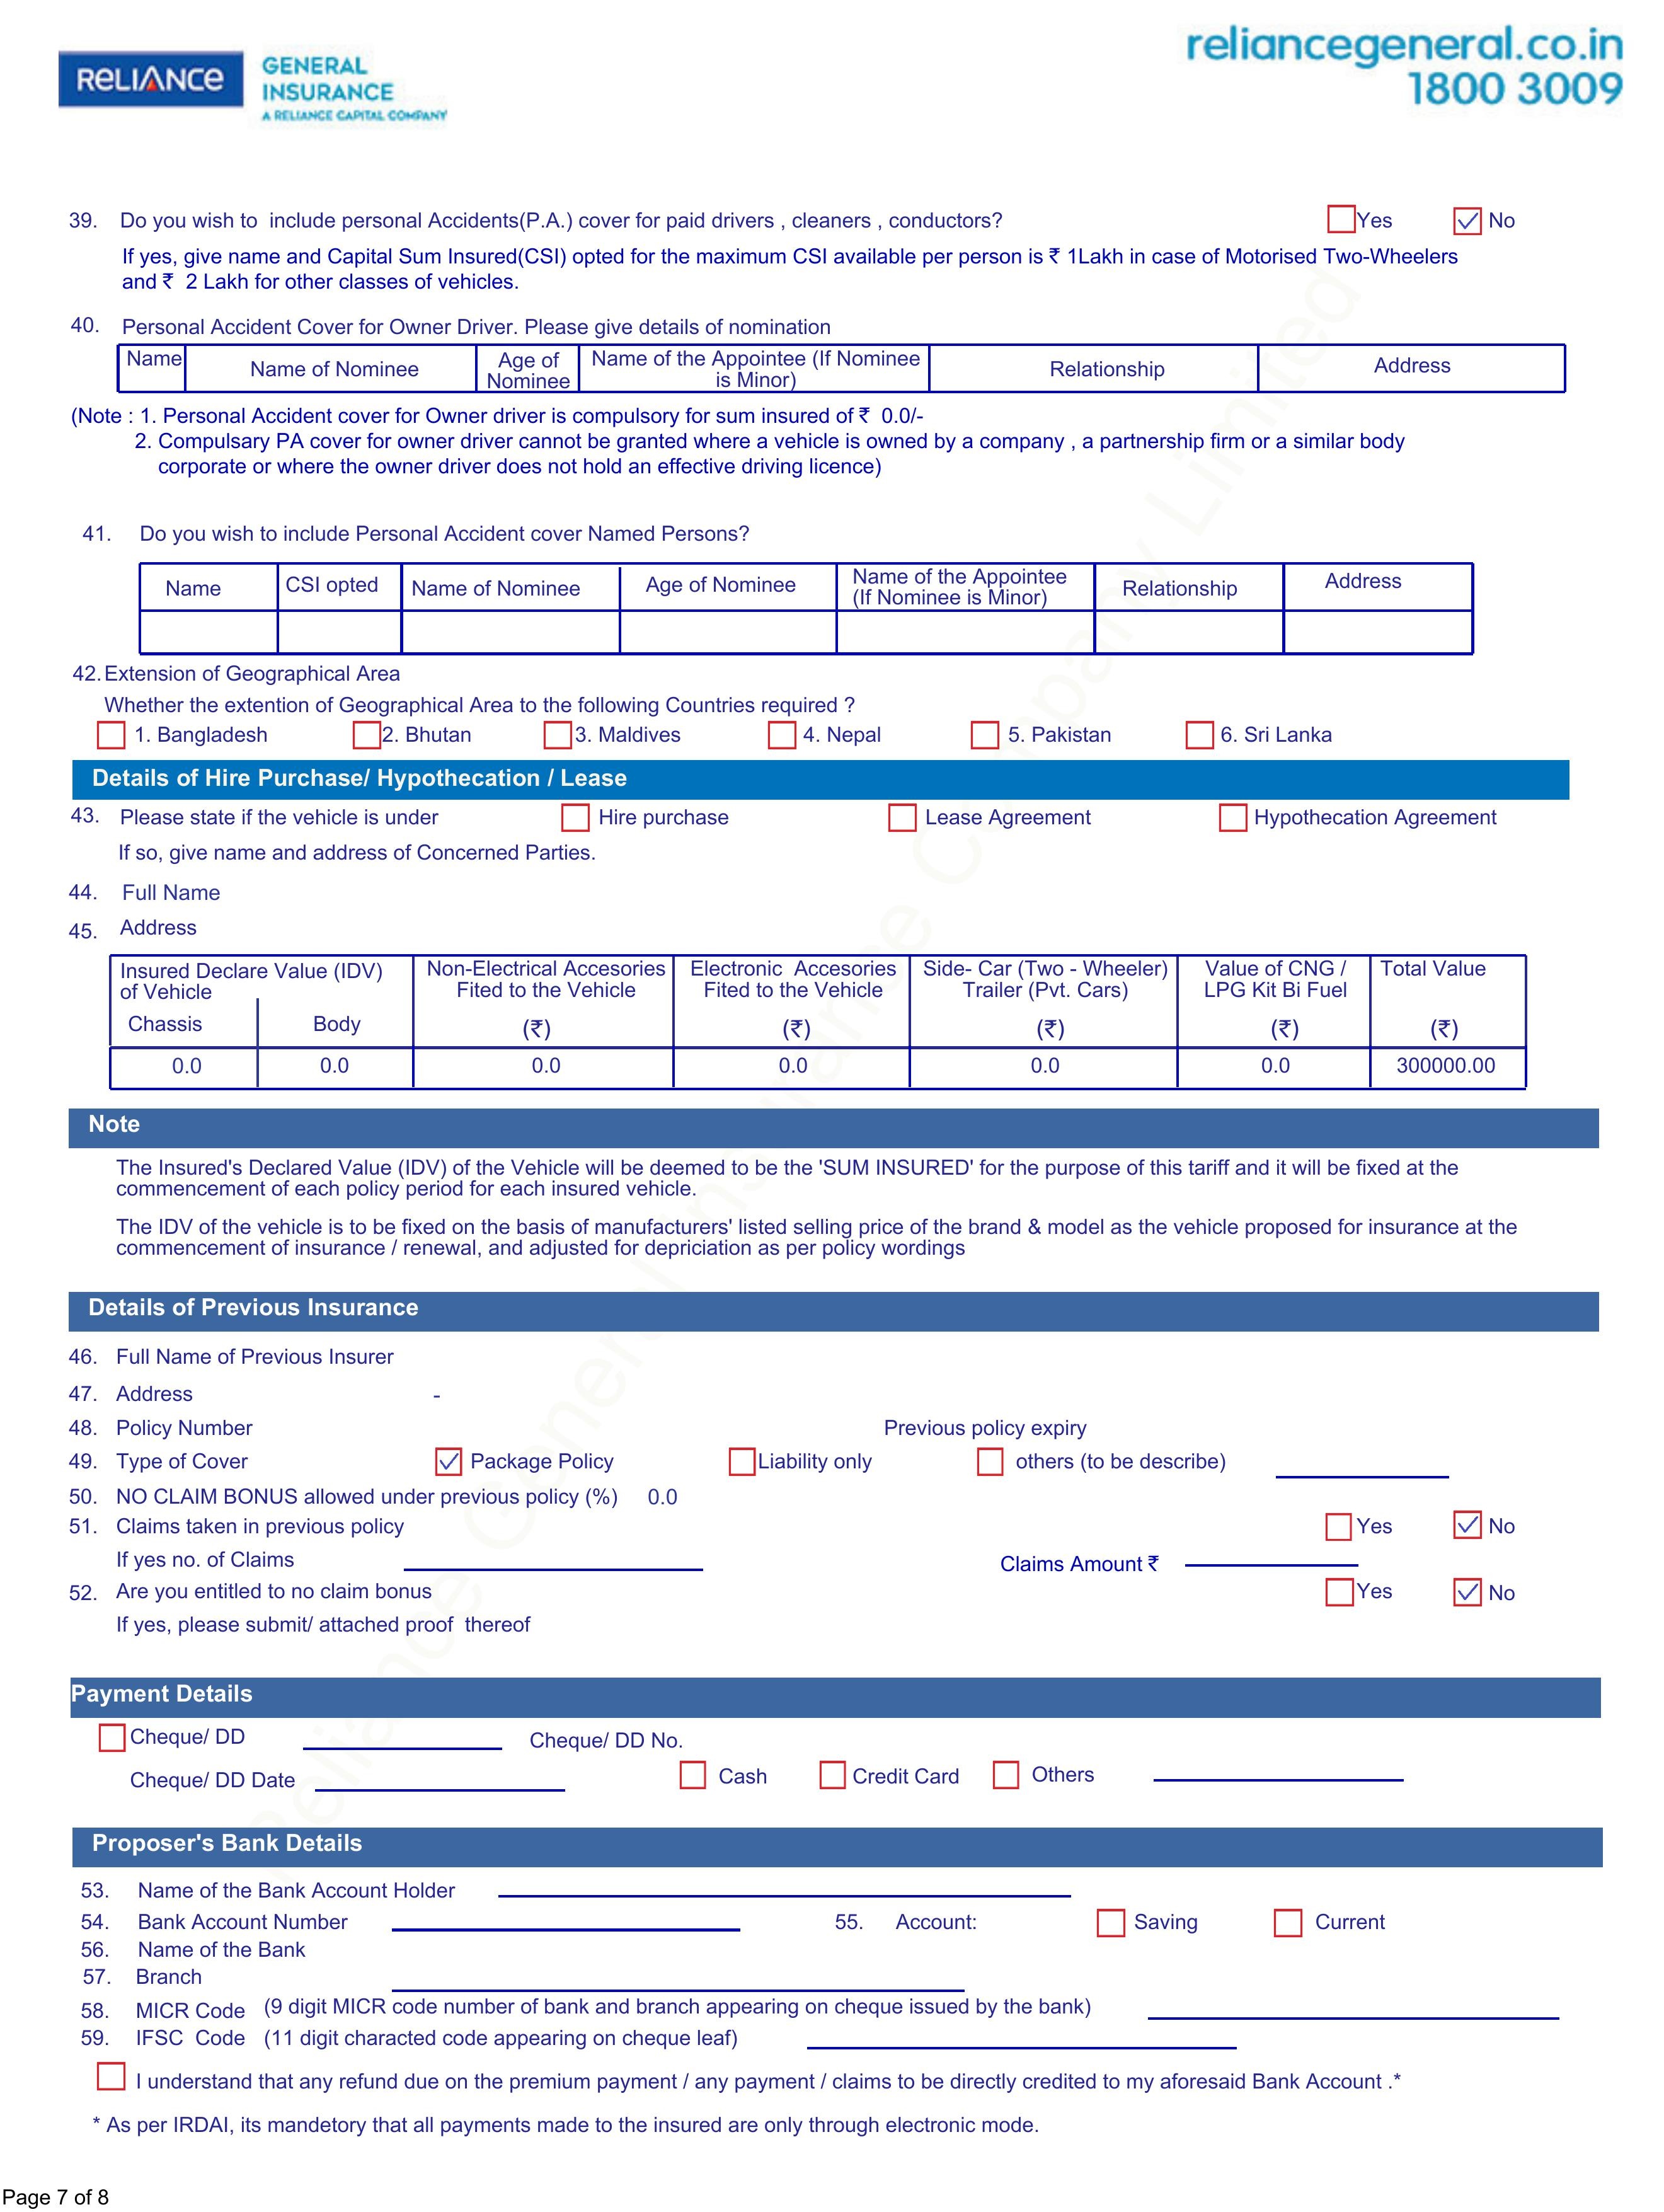 RELIANCE
GENERAL
INSURANCE
A RELIANCE CAPITAL COMPANY
reliancegeneral.co.in
1800 3009
39. Do you wish to include personal Accidents(P.A.) cover for paid drivers , cleaners , conductors? Yes No
If yes, give name and Capital Sum Insured(CSI) opted for the maximum CSI available per person is ₹ 1Lakh in case of Motorised Two-Wheelers
and ₹ 2 Lakh for other classes of vehicles.
40. Personal Accident Cover for Owner Driver. Please give details of nomination
Name Name of Nominee Age of Nominee Name of the Appointee (If Nominee is Minor) Relationship Address
(Note : 1. Personal Accident cover for Owner driver is compulsory for sum insured of ₹ 0.0/-
2. Compulsary PA cover for owner driver cannot be granted where a vehicle is owned by a company , a partnership firm or a similar body
corporate or where the owner driver does not hold an effective driving licence)
41. Do you wish to include Personal Accident cover Named Persons?
Name CSI opted Name of Nominee Age of Nominee Name of the Appointee (If Nominee is Minor) Relationship Address
42. Extension of Geographical Area
Whether the extention of Geographical Area to the following Countries required ?
1. Bangladesh 2. Bhutan 3. Maldives 4. Nepal 5. Pakistan 6. Sri Lanka
Details of Hire Purchase/ Hypothecation / Lease
43. Please state if the vehicle is under Hire purchase Lease Agreement Hypothecation Agreement
If so, give name and address of Concerned Parties.
44. Full Name
45. Address
Insured Declare Value (IDV) Non-Electrical Accesories Electronic Accesories Side- Car (Two - Wheeler) Value of CNG / Total Value
of Vehicle Fited to the Vehicle Fited to the Vehicle Trailer (Pvt. Cars) LPG Kit Bi Fuel
Chassis Body (₹) (₹) (₹) (₹) (₹)
0.0 0.0 0.0 0.0 0.0 0.0 300000.00
Note
The Insured's Declared Value (IDV) of the Vehicle will be deemed to be the 'SUM INSURED' for the purpose of this tariff and it will be fixed at the
commencement of each policy period for each insured vehicle.
The IDV of the vehicle is to be fixed on the basis of manufacturers' listed selling price of the brand & model as the vehicle proposed for insurance at the
commencement of insurance / renewal, and adjusted for depriciation as per policy wordings
Details of Previous Insurance
46. Full Name of Previous Insurer
47. Address -
48. Policy Number Previous policy expiry
49. Type of Cover Package Policy Liability only others (to be describe)
50. NO CLAIM BONUS allowed under previous policy (%) 0.0
51. Claims taken in previous policy Yes No
If yes no. of Claims Claims Amount ₹
52. Are you entitled to no claim bonus Yes No
If yes, please submit/ attached proof thereof
Payment Details
Cheque/ DD Cheque/ DD No.
Cheque/ DD Date Cash Credit Card Others
Proposer's Bank Details
53. Name of the Bank Account Holder
54. Bank Account Number 55. Account: Saving Current
56. Name of the Bank
57. Branch
58. MICR Code (9 digit MICR code number of bank and branch appearing on cheque issued by the bank)
59. IFSC Code (11 digit characted code appearing on cheque leaf)
I understand that any refund due on the premium payment / any payment / claims to be directly credited to my aforesaid Bank Account .*
* As per IRDAI, its mandetory that all payments made to the insured are only through electronic mode.
Page 7 of 8
Reliance General Insurance Company Limited